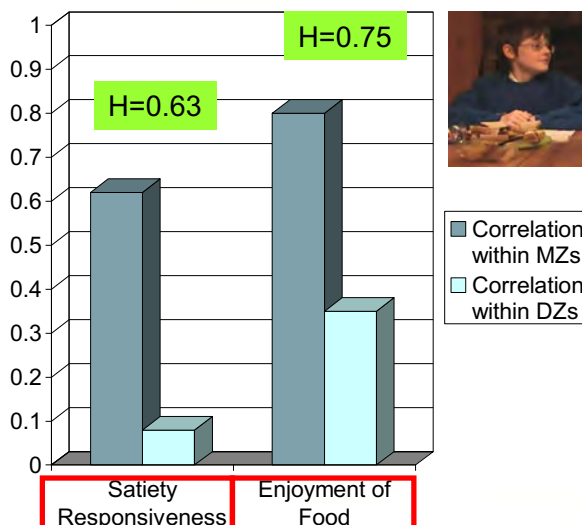 1
0.9
0.8
0.7
0.6
0.5
0.4
0.3
0.2
0.1
0
H=0.63
H=0.75
Correlation
within MZs
Correlation
within DZs
Satiety
Responsiveness
Enjoyment of
Food